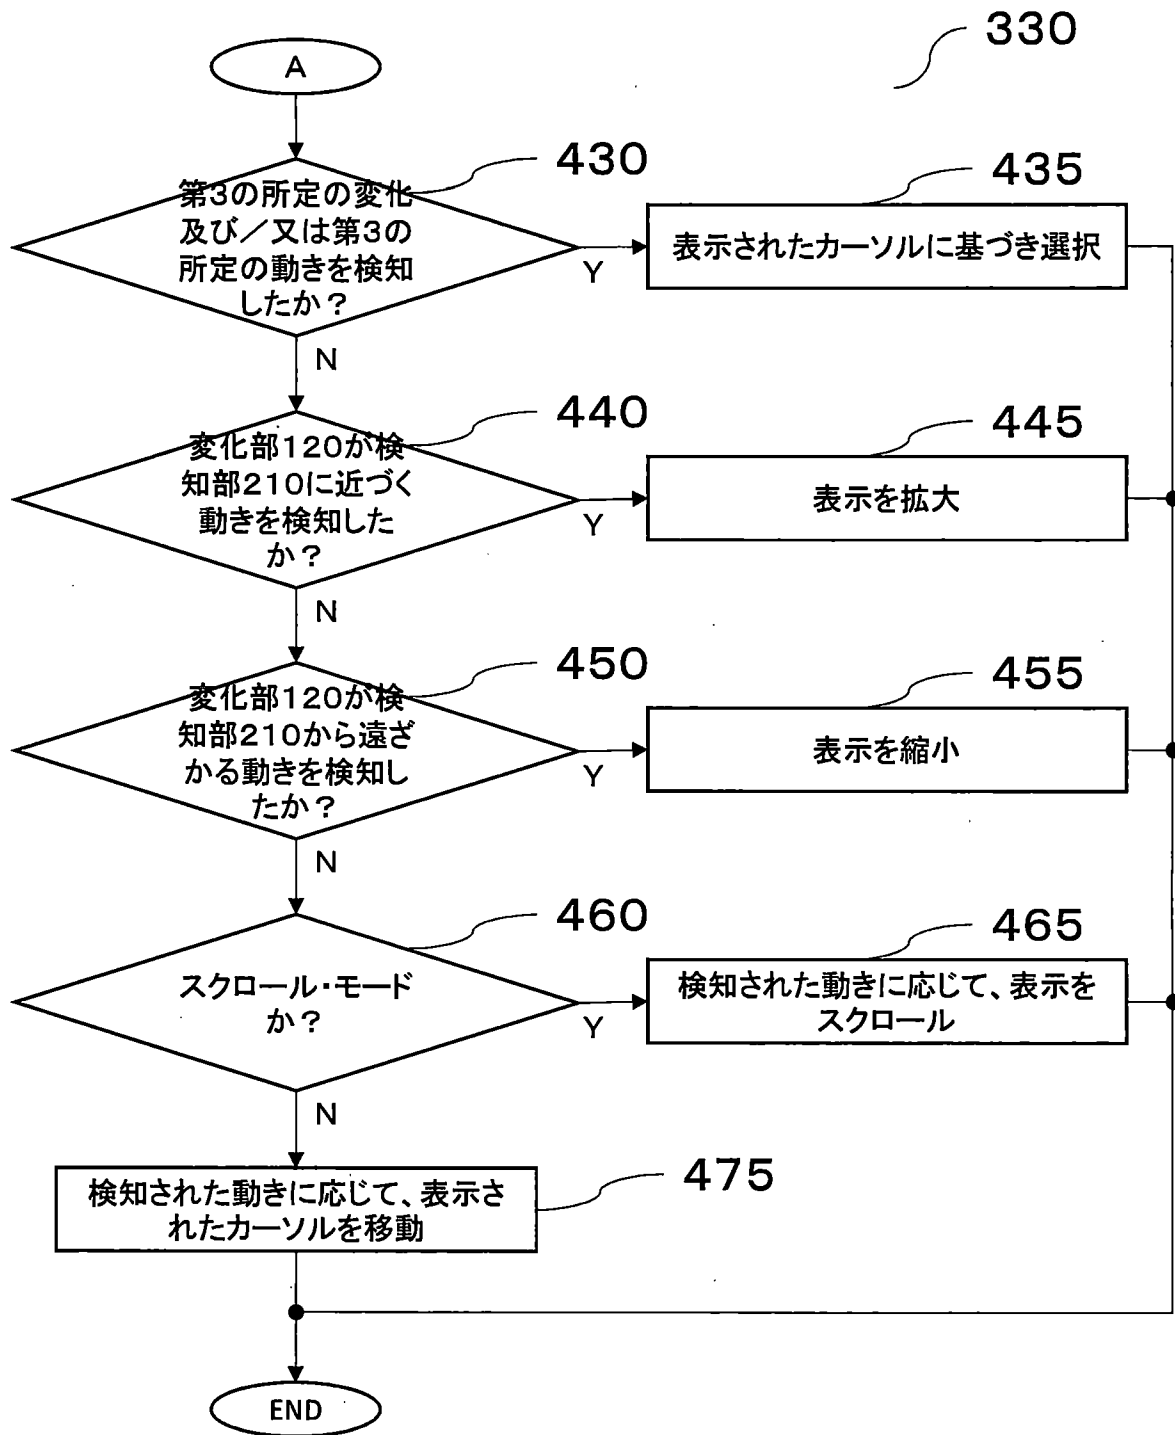 330
A
430
第3の所定の変化
及び／又は第3の
所定の動きを検知
したか？
Y
N
435
表示されたカーソルに基づき選択
440
変化部120が検
知部210に近づく
動きを検知した
か？
Y
N
445
表示を拡大
450
変化部120が検
知部210から遠ざ
かる動きを検知し
たか？
Y
N
455
表示を縮小
460
スクロール・モード
か？
Y
N
465
検知された動きに応じて、表示を
スクロール
475
検知された動きに応じて、表示さ
れたカーソルを移動
END